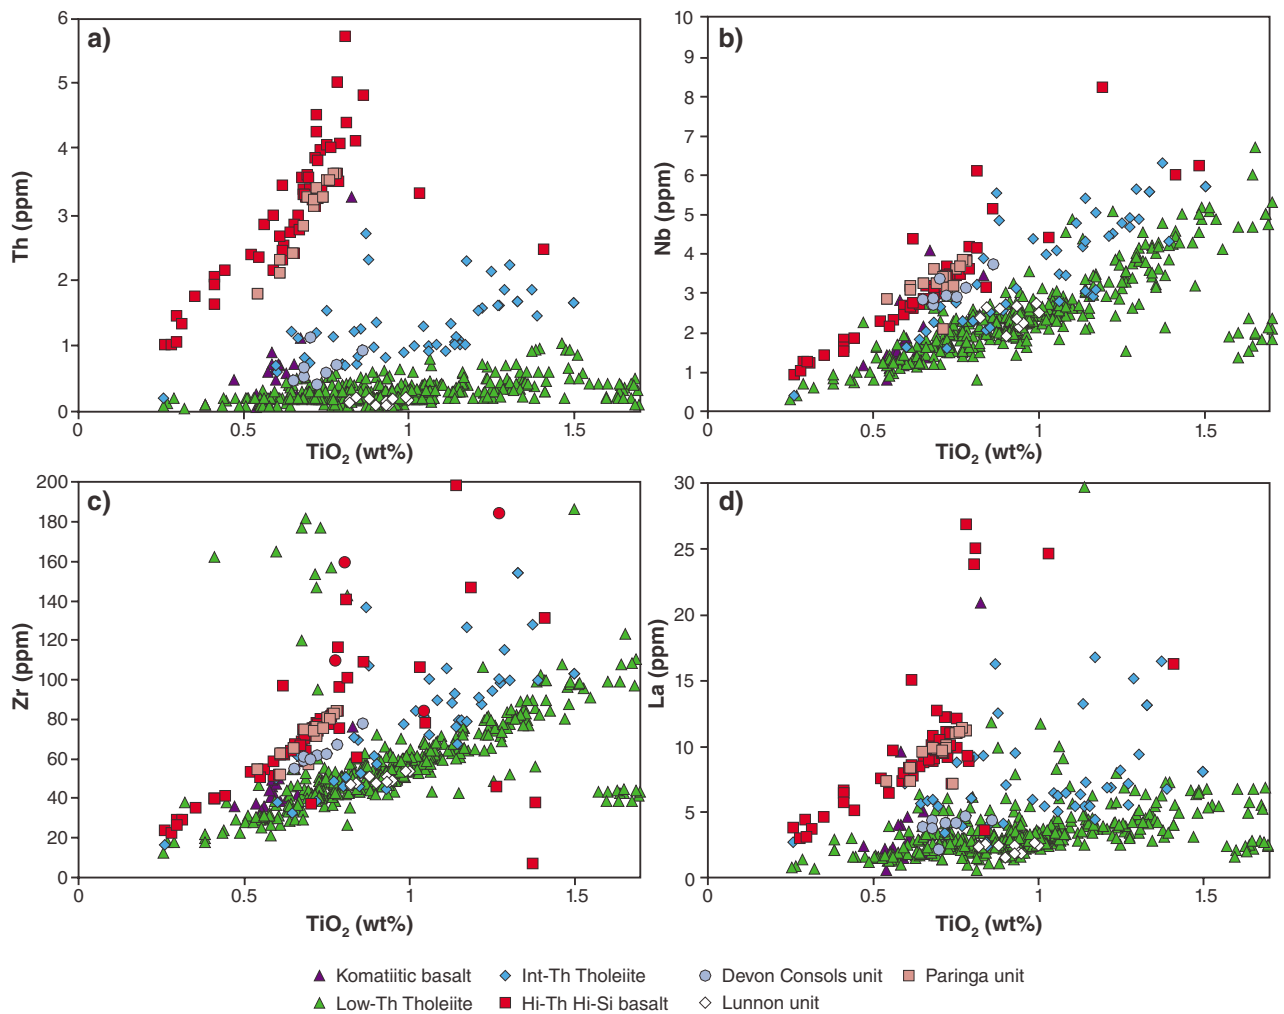 a)
6
5
4
3
2
1
0
Th (ppm)
0
0.5
1
1.5
TiO2 (wt%)
b)
10
9
8
7
6
5
4
3
2
1
0
Nb (ppm)
0
0.5
1
1.5
TiO2 (wt%)
c)
200
180
160
140
120
100
80
60
40
20
0
Zr (ppm)
0
0.5
1
1.5
TiO2 (wt%)
d)
30
25
20
15
10
5
0
La (ppm)
0
0.5
1
1.5
TiO2 (wt%)
Komatiitic basalt
Int-Th Tholeiite
Devon Consols unit
Paringa unit
Low-Th Tholeiite
Hi-Th Hi-Si basalt
Lunnon unit